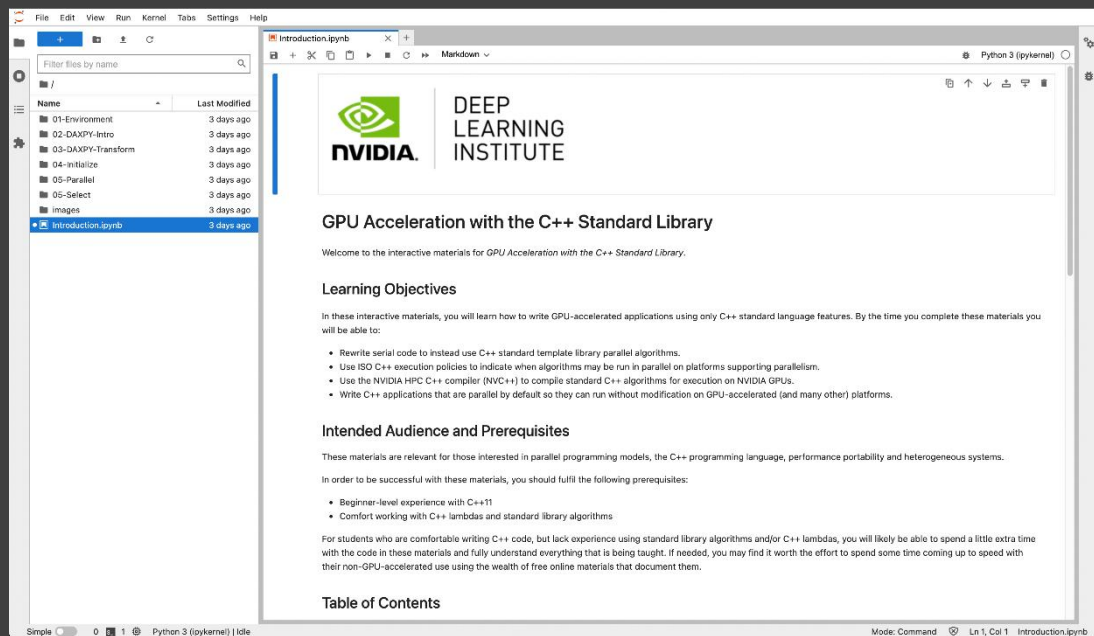 File Edit View Run Kernel Tabs Settings Help
Introduction.ipynb
Markdown
Python 3 (ipykernel)
Filter files by name
/
Name Last Modified
01-Environment 3 days ago
02-DAXPY-Intro 3 days ago
03-DAXPY-Transform 3 days ago
04-Initialize 3 days ago
05-Parallel 3 days ago
05-Select 3 days ago
images 3 days ago
Introduction.ipynb 3 days ago
NVIDIA.
DEEP
LEARNING
INSTITUTE
GPU Acceleration with the C++ Standard Library
Welcome to the interactive materials for GPU Acceleration with the C++ Standard Library.
Learning Objectives
In these interactive materials, you will learn how to write GPU-accelerated applications using only C++ standard language features. By the time you complete these materials you
will be able to:
• Rewrite serial code to instead use C++ standard template library parallel algorithms.
• Use ISO C++ execution policies to indicate when algorithms may be run in parallel on platforms supporting parallelism.
• Use the NVIDIA HPC C++ compiler (NVC++) to compile standard C++ algorithms for execution on NVIDIA GPUs.
• Write C++ applications that are parallel by default so they can run without modification on GPU-accelerated (and many other) platforms.
Intended Audience and Prerequisites
These materials are relevant for those interested in parallel programming models, the C++ programming language, performance portability and heterogeneous systems.
In order to be successful with these materials, you should fulfil the following prerequisites:
• Beginner-level experience with C++11
• Comfort working with C++ lambdas and standard library algorithms
For students who are comfortable writing C++ code, but lack experience using standard library algorithms and/or C++ lambdas, you will likely be able to spend a little extra time
with the code in these materials and fully understand everything that is being taught. If needed, you may find it worth the effort to spend some time coming up to speed with
their non-GPU-accelerated use using the wealth of free online materials that document them.
Table of Contents
Simple 0 1 Python 3 (ipykernel) | Idle Mode: Command Ln 1, Col 1 Introduction.ipynb